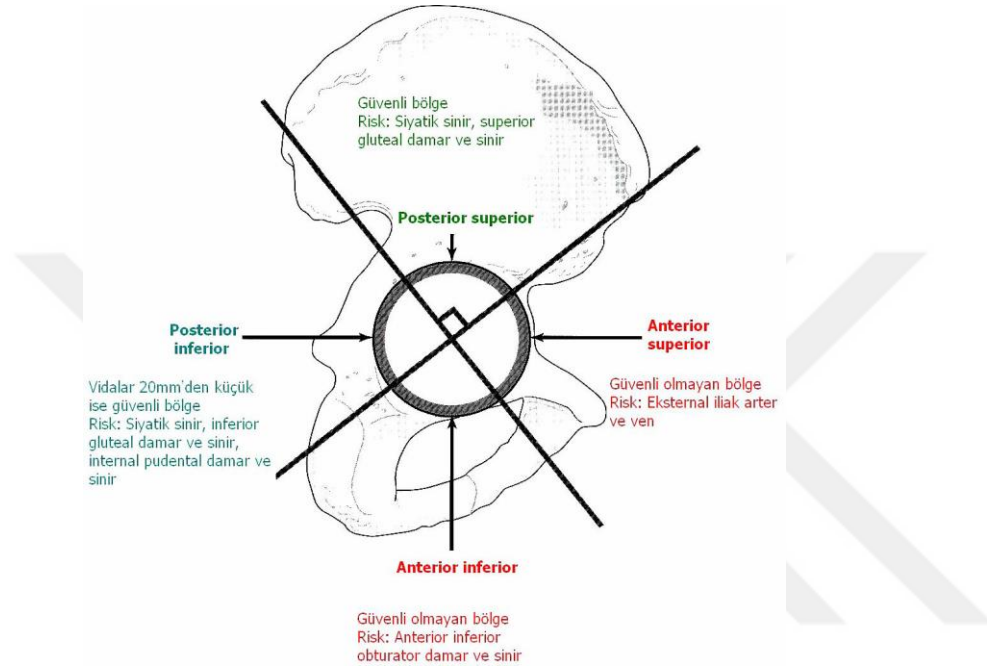 Güvenli bölge
Risk: Siyatik sinir, superior
gluteal damar ve sinir
Posterior superior
Posterior
inferior
Vidalar 20mm'den küçük
ise güvenli bölge
Risk: Siyatik sinir, inferior
gluteal damar ve sinir,
internal pudental damar ve
sinir
Anterior
superior
Güvenli olmayan bölge
Risk: Eksternal iliak arter
ve ven
Anterior inferior
Güvenli olmayan bölge
Risk: Anterior inferior
obturator damar ve sinir